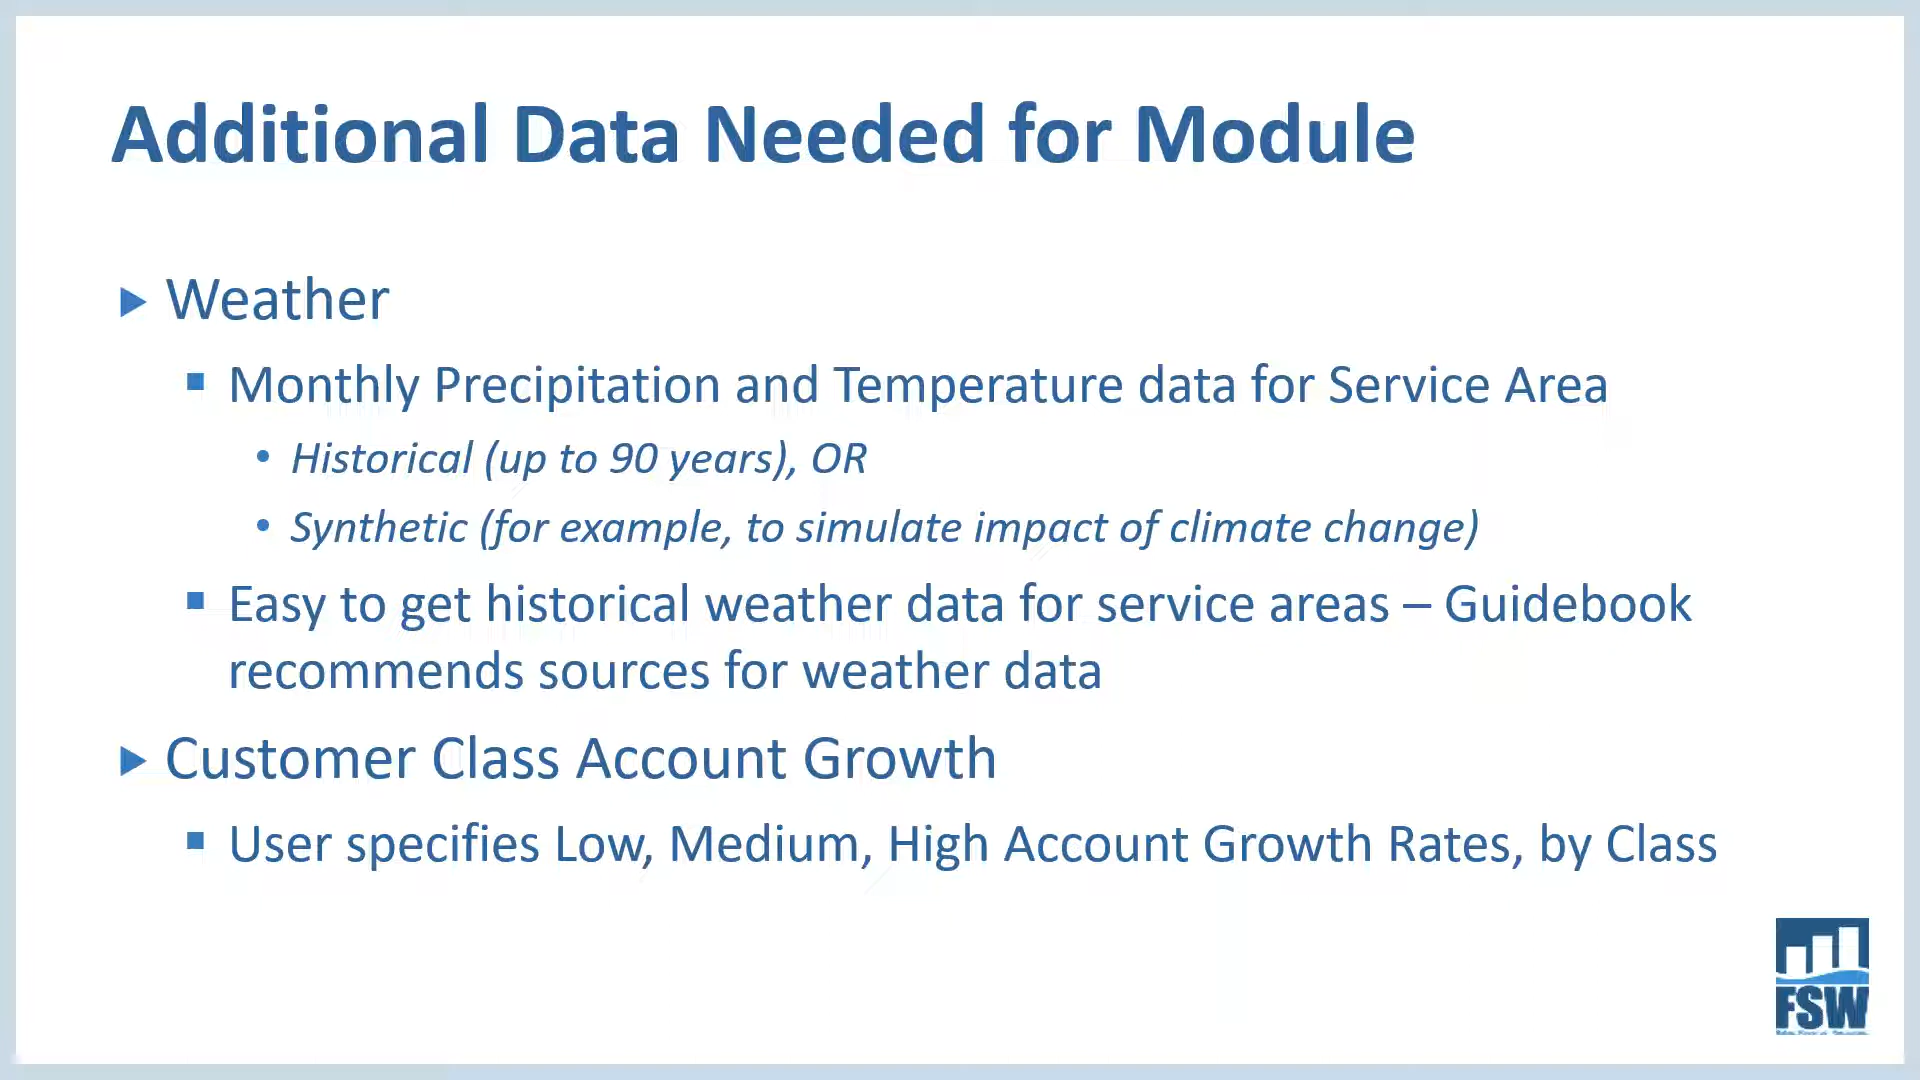 Additional Data Needed for Module
Weather
Monthly Precipitation and Temperature data for Service Area
Historical (up to 90 years), OR
Synthetic (for example, to simulate impact of climate change)
Easy to get historical weather data for service areas – Guidebook
recommends sources for weather data
Customer Class Account Growth
User specifies Low, Medium, High Account Growth Rates, by Class
FSW